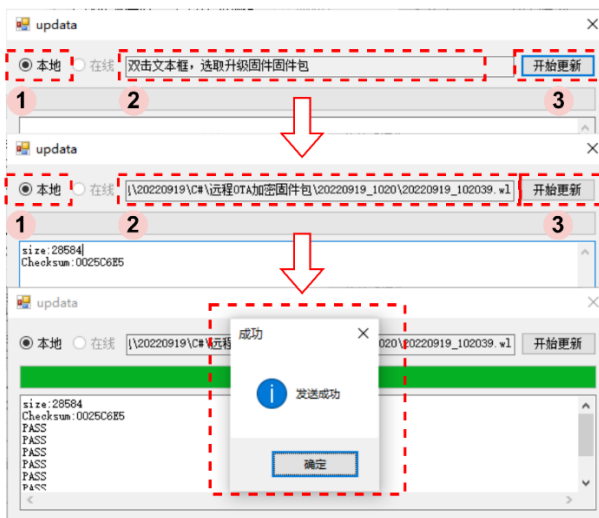 updata
本地 在线 双击文本框，选取升级固件固件包 开始更新
1 2 3
updata
本地 在线 \20220919\C#\远程OTA加密固件包\20220919_1020\20220919_102039.wl 开始更新
1 2 3
size:28584
Checksum:0025C6E5
updata
本地 在线 \20220919\C#\远程 020\20220919_102039.wl 开始更新
成功
发送成功
确定
size:28584
Checksum:0025C6E5
PASS
PASS
PASS
PASS
PASS
PASS